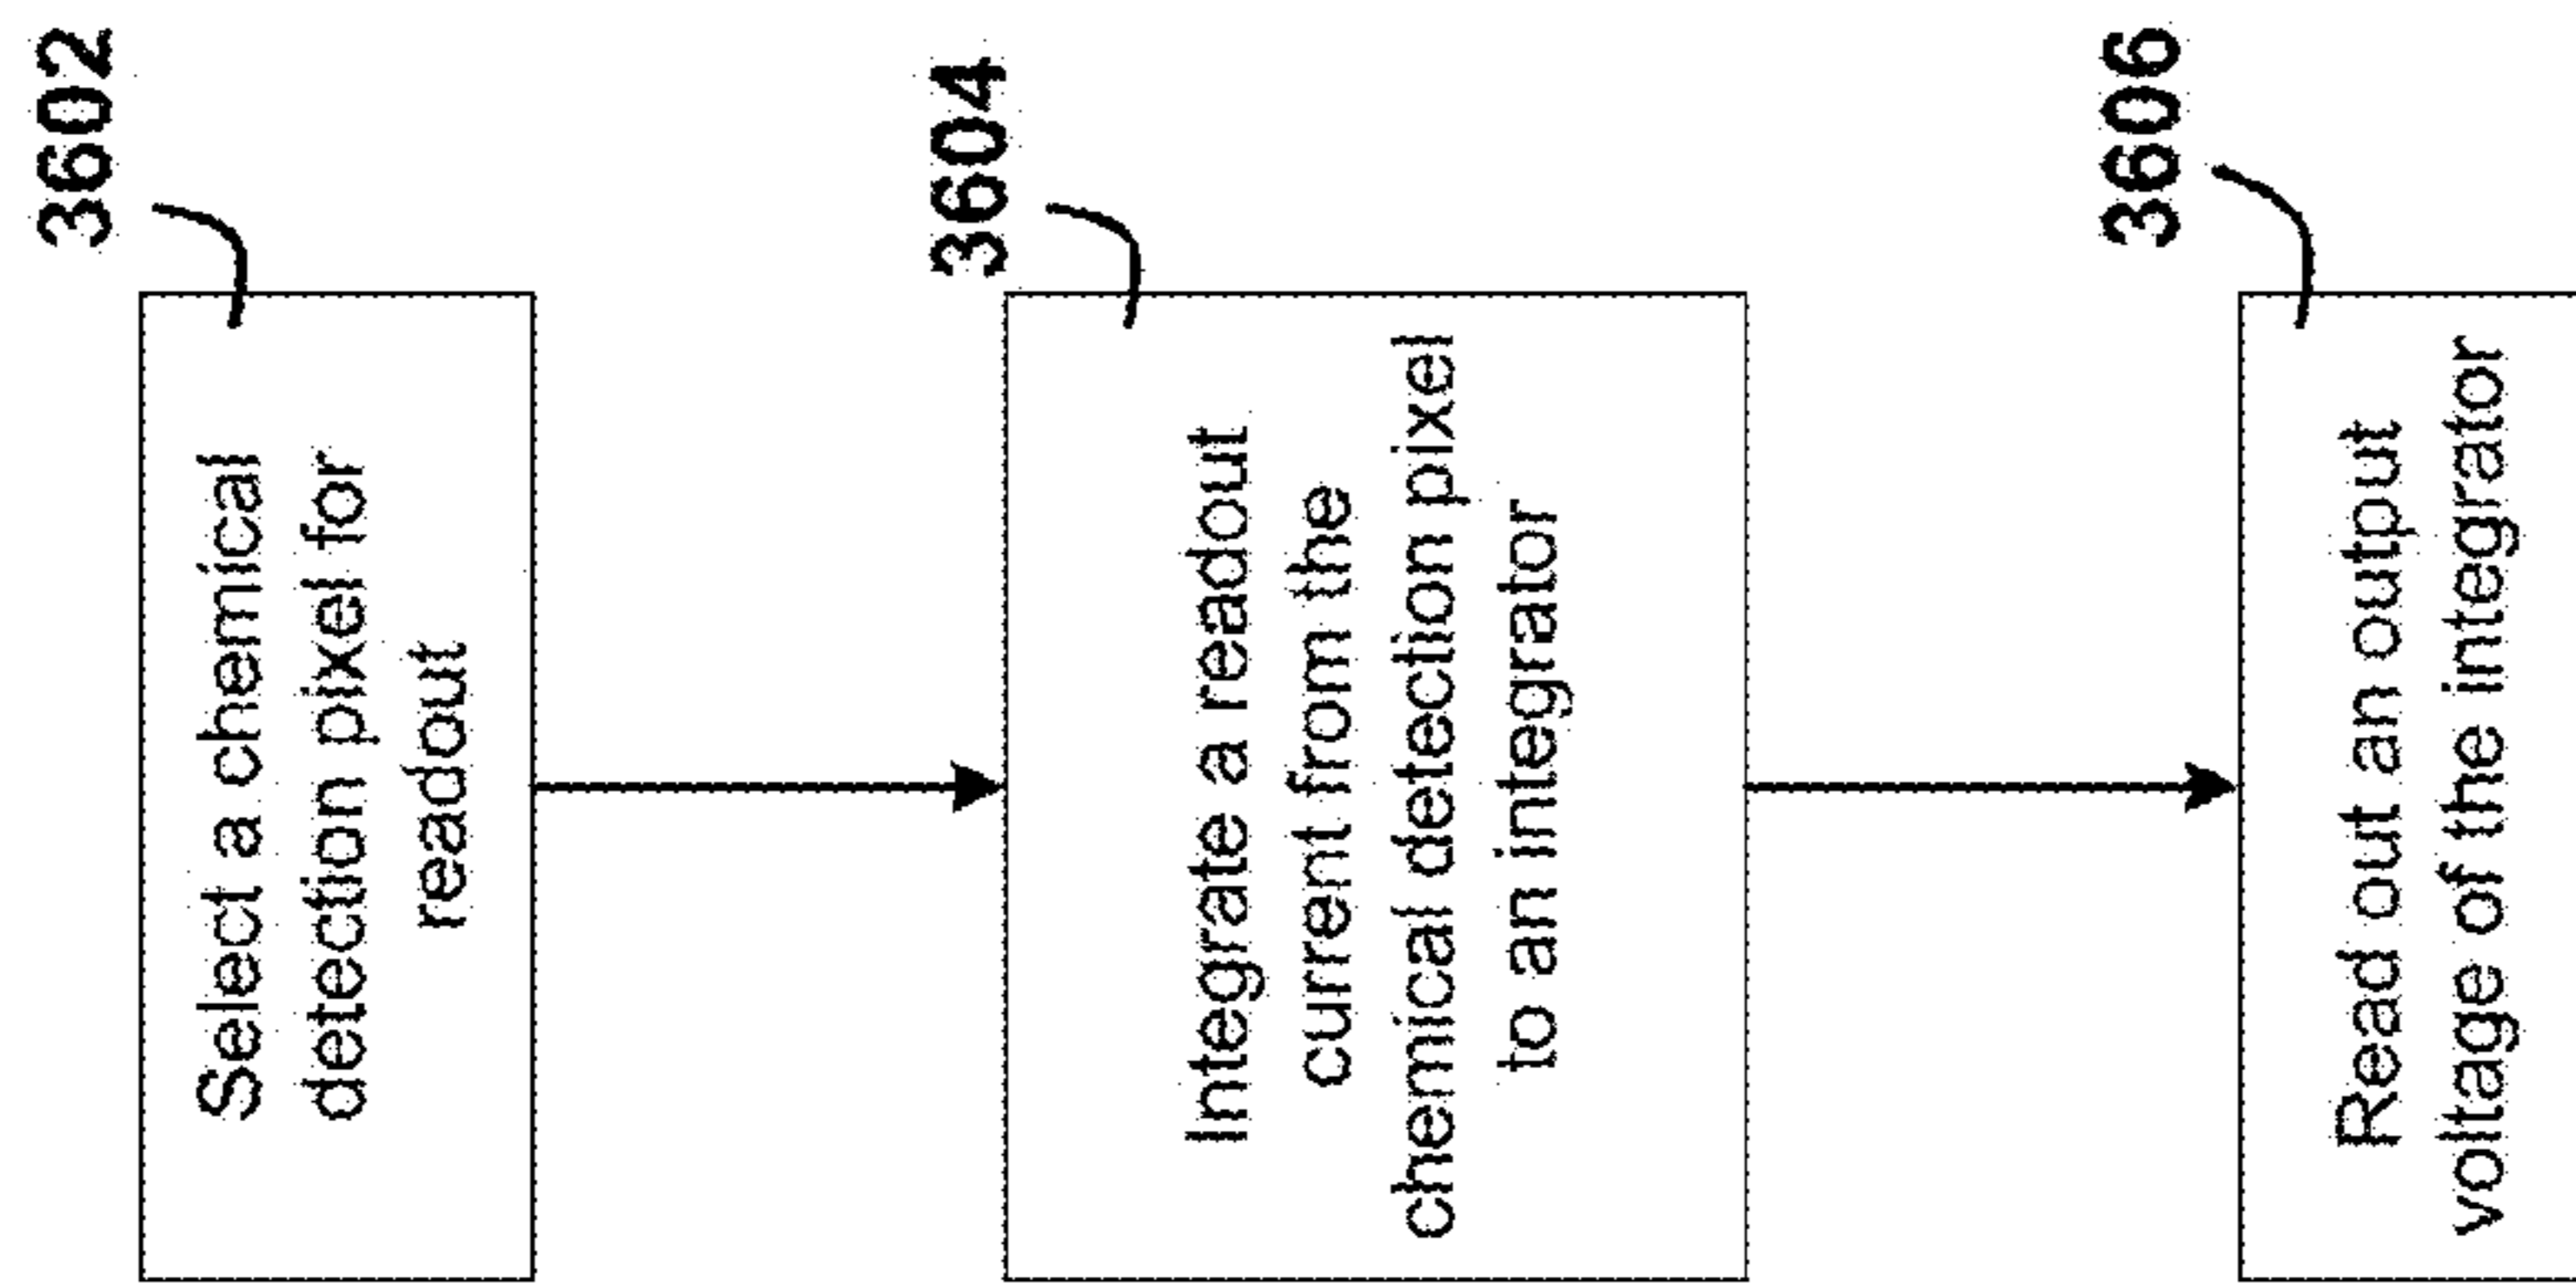 3602
Select a chemical
detection pixel for
readout
3604
Integrate a readout
current from the
chemical detection pixel
to an integrator
3606
Read out an output
voltage of the integrator